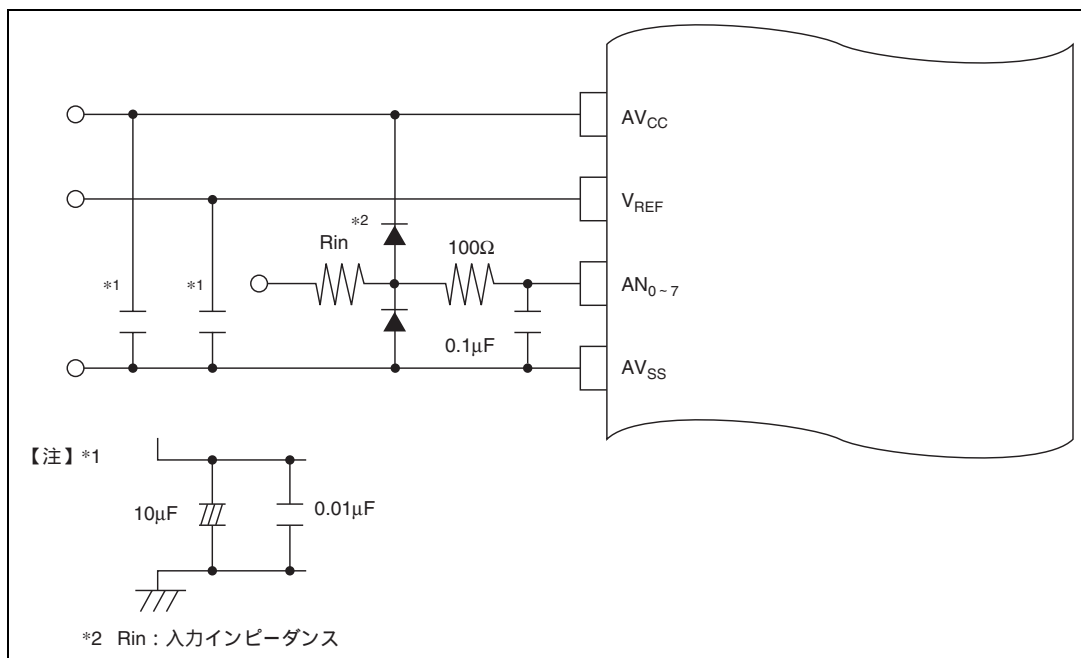 AVCC
VREF
*2
Rin
100Ω
*1
*1
AN0~7
0.1μF
AVSS
【注】*1
10μF
0.01μF
*2 Rin：入力インピーダンス